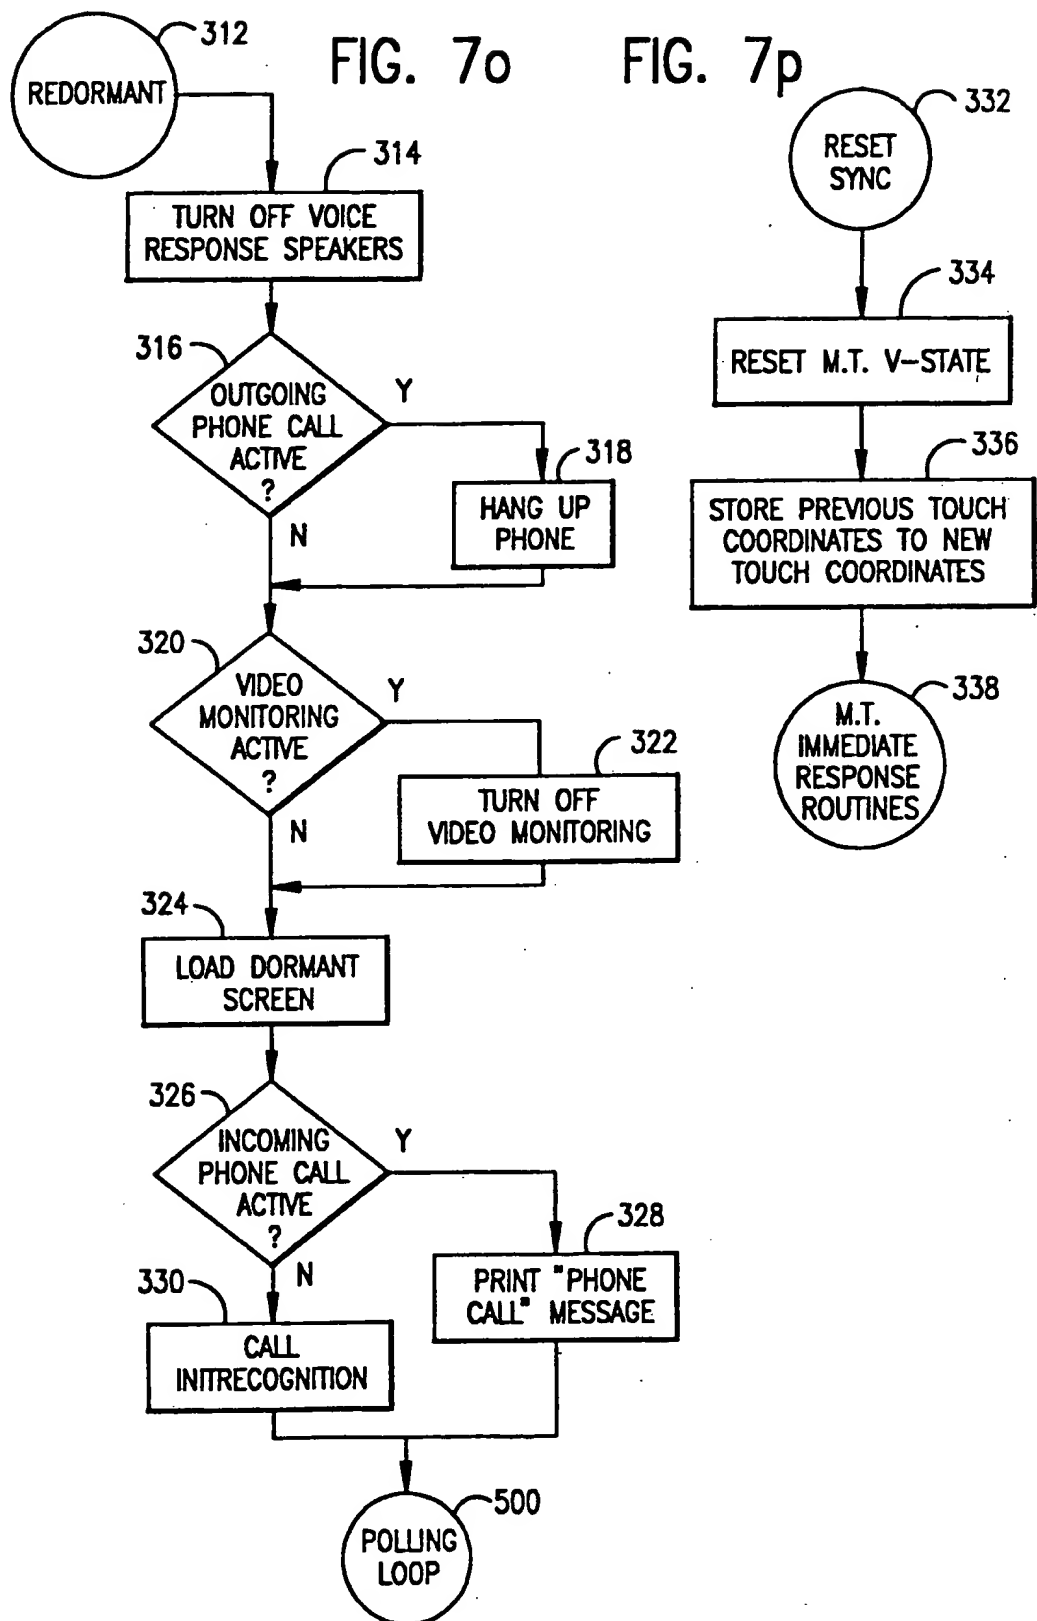 FIG. 7o
312
REDORMANT
314
TURN OFF VOICE
RESPONSE SPEAKERS
316
OUTGOING
PHONE CALL
ACTIVE
?
Y
N
318
HANG UP
PHONE
320
VIDEO
MONITORING
ACTIVE
?
Y
N
322
TURN OFF
VIDEO MONITORING
324
LOAD DORMANT
SCREEN
326
INCOMING
PHONE CALL
ACTIVE
?
Y
N
328
PRINT "PHONE
CALL" MESSAGE
330
CALL
INITRECOGNITION
500
POLLING
LOOP
FIG. 7p
332
RESET
SYNC
334
RESET M.T. V-STATE
336
STORE PREVIOUS TOUCH
COORDINATES TO NEW
TOUCH COORDINATES
338
M.T.
IMMEDIATE
RESPONSE
ROUTINES